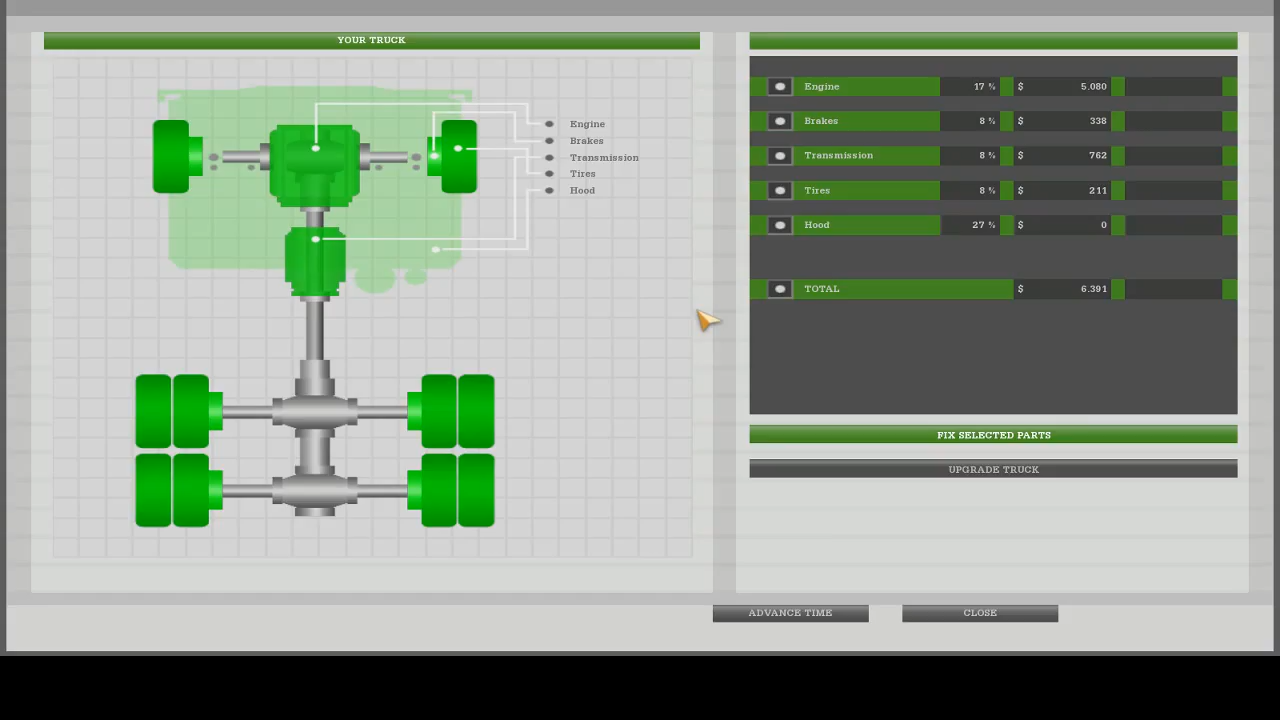 YOUR TRUCK
Engine
Brakes
Transmission
Tires
Hood
Engine 17 % $ 5.080
Brakes 8 % $ 338
Transmission 8 % $ 762
Tires 8 % $ 211
Hood 27 % $ 0
TOTAL $ 6.391
FIX SELECTED PARTS
UPGRADE TRUCK
ADVANCE TIME CLOSE